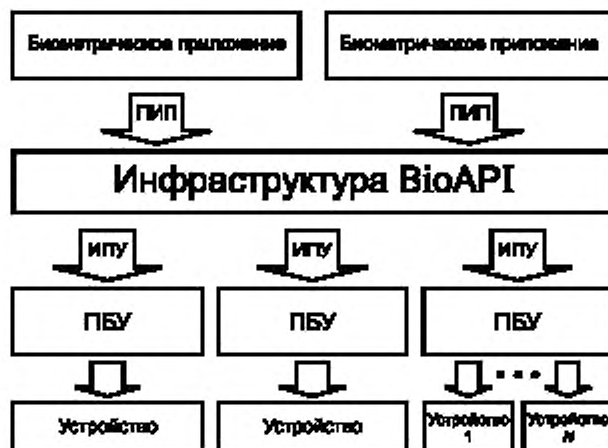 Биометрическое приложение Биометрическое приложение
ПИП ПИП
Инфраструктура BioAPI
ИПУ ИПУ ИПУ
ПБУ ПБУ ПБУ
Устройство Устройство Устройство Устройство
1 N